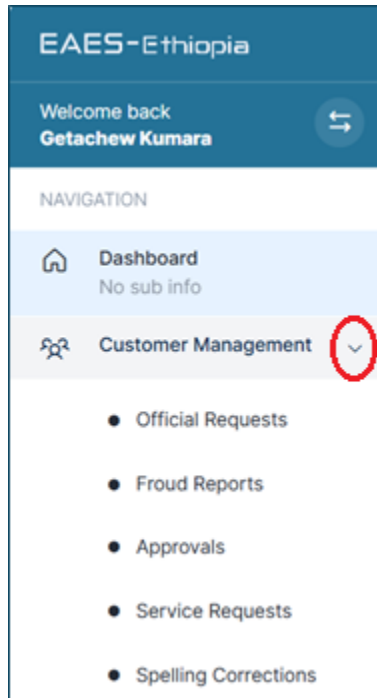 EAES-Ethiopia
Welcome back
Getachew Kumara
NAVIGATION
Dashboard
No sub info
Customer Management
Official Requests
Froud Reports
Approvals
Service Requests
Spelling Corrections